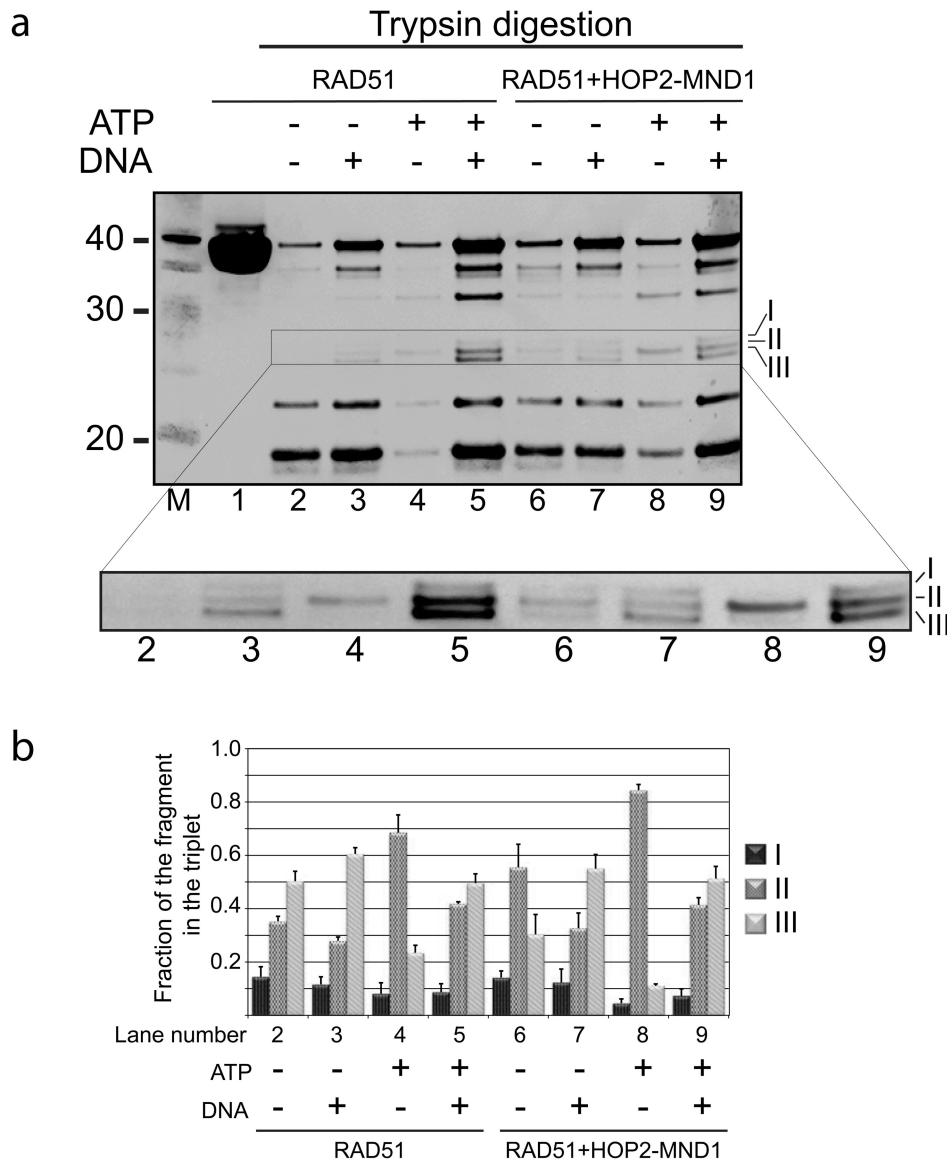 a
Trypsin digestion
RAD51 RAD51+HOP2-MND1
ATP - - + + - - + +
DNA - + - + - + - +
40
30
20
I
II
III
M 1 2 3 4 5 6 7 8 9
I
II
III
2 3 4 5 6 7 8 9
b
Fraction of the fragment
in the triplet
1.0
0.8
0.6
0.4
0.2
I
II
III
Lane number 2 3 4 5 6 7 8 9
ATP - - + + - - + +
DNA - + - + - + - +
RAD51 RAD51+HOP2-MND1